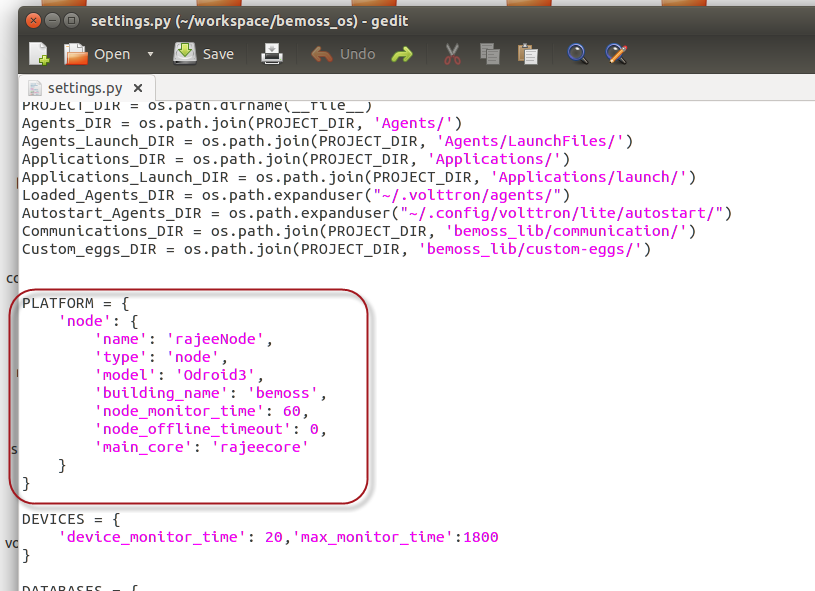 settings.py (~/workspace/bemoss_os) - gedit
Open Save Undo
settings.py
PROJECT_DIR = os.path.dirname(__file__)
Agents_DIR = os.path.join(PROJECT_DIR, 'Agents/')
Agents_Launch_DIR = os.path.join(PROJECT_DIR, 'Agents/LaunchFiles/')
Applications_DIR = os.path.join(PROJECT_DIR, 'Applications/')
Applications_Launch_DIR = os.path.join(PROJECT_DIR, 'Applications/launch/')
Loaded_Agents_DIR = os.path.expanduser("~/.volttron/agents/")
Autostart_Agents_DIR = os.path.expanduser("~/.config/volttron/lite/autostart/")
Communications_DIR = os.path.join(PROJECT_DIR, 'bemoss_lib/communication/')
Custom_eggs_DIR = os.path.join(PROJECT_DIR, 'bemoss_lib/custom-eggs/')
PLATFORM = {
'node': {
'name': 'rajeeNode',
'type': 'node',
'model': 'Odroid3',
'building_name': 'bemoss',
'node_monitor_time': 60,
'node_offline_timeout': 0,
'main_core': 'rajeecore'
}
}
DEVICES = {
'device_monitor_time': 20,'max_monitor_time':1800
}
DATABASES = {